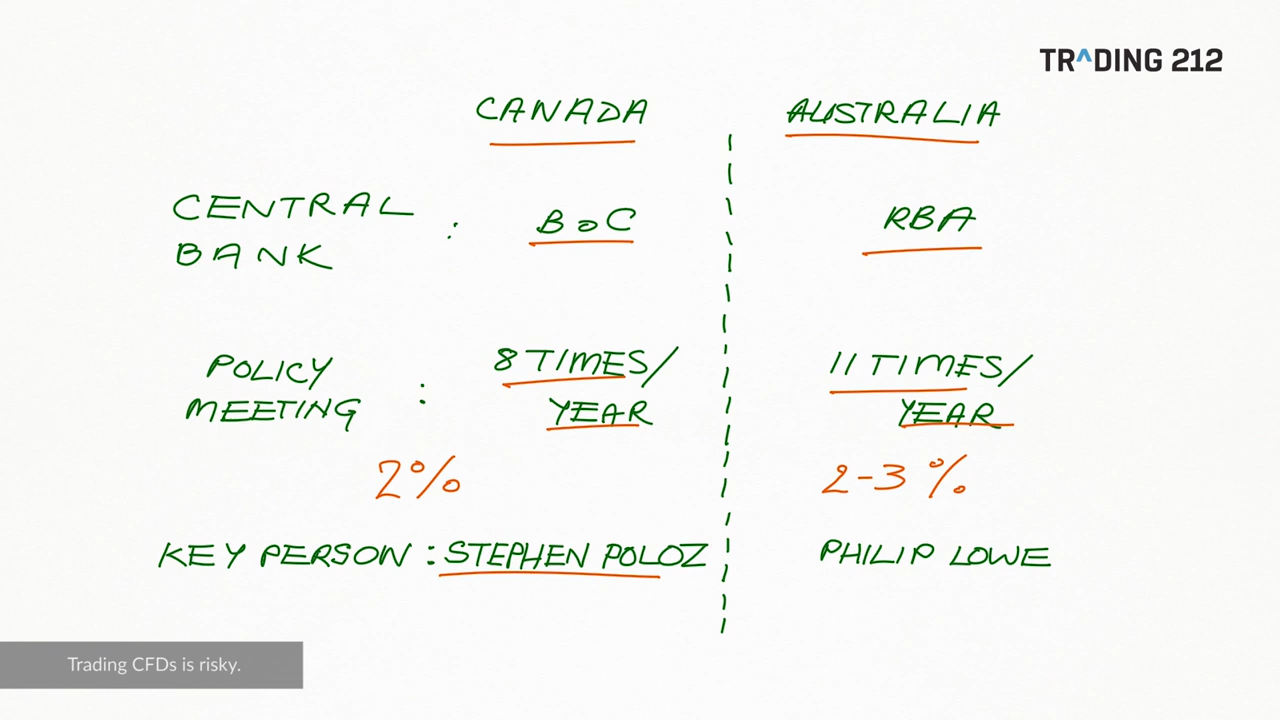 TRADING 212
CANADA AUSTRALIA
CENTRAL BANK : BoC RBA
POLICY MEETING : 8 TIMES/ YEAR 11 TIMES/ YEAR
2% 2-3%
KEY PERSON : STEPHEN POLOZ PHILIP LOWE
Trading CFDs is risky.